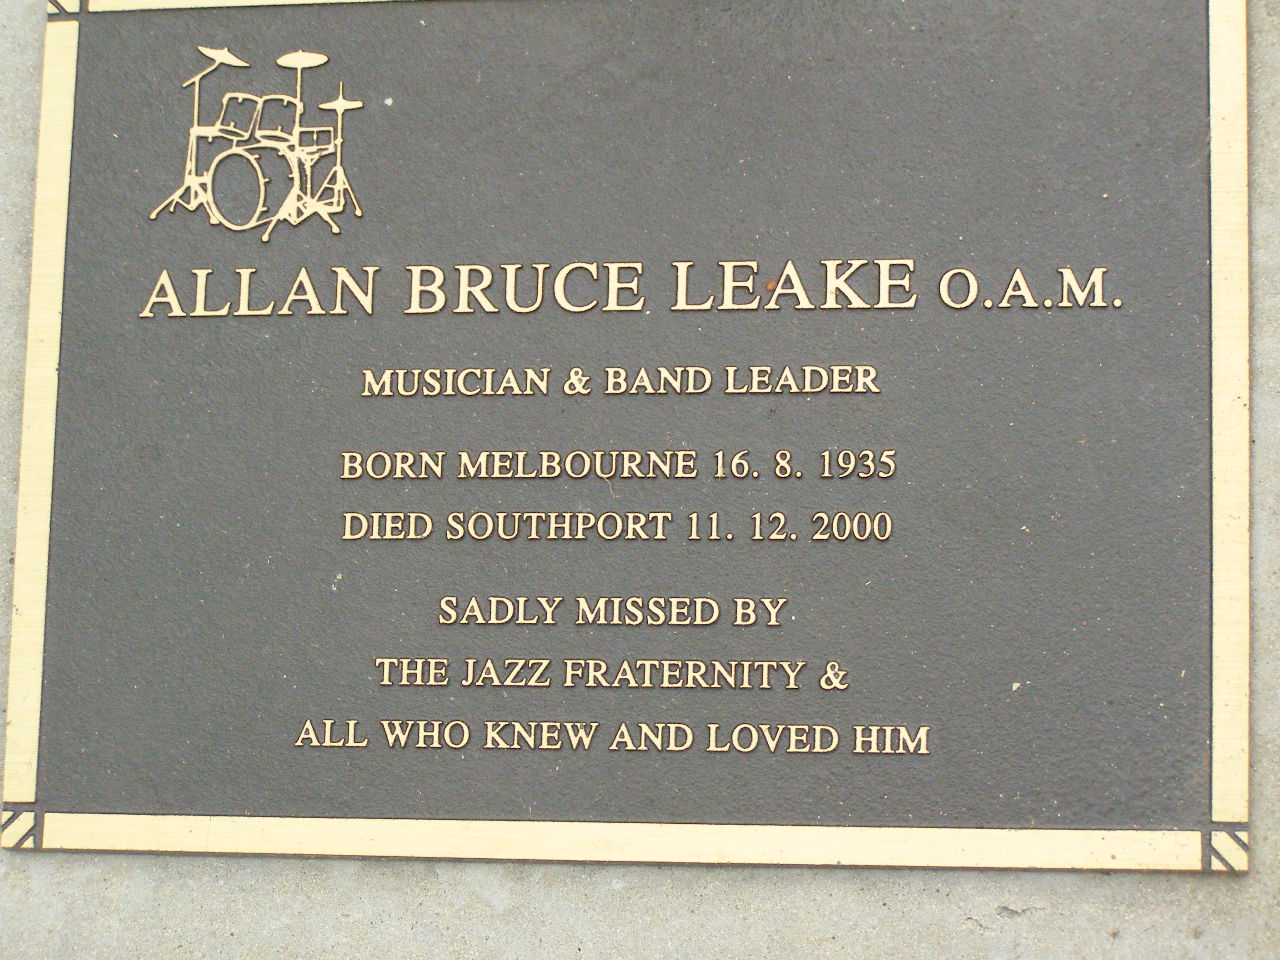 ALLAN BRUCE LEAKE O.A.M.
MUSICIAN & BAND LEADER
BORN MELBOURNE 16. 8. 1935
DIED SOUTHPORT 11. 12. 2000
SADLY MISSED BY
THE JAZZ FRATERNITY &
ALL WHO KNEW AND LOVED HIM